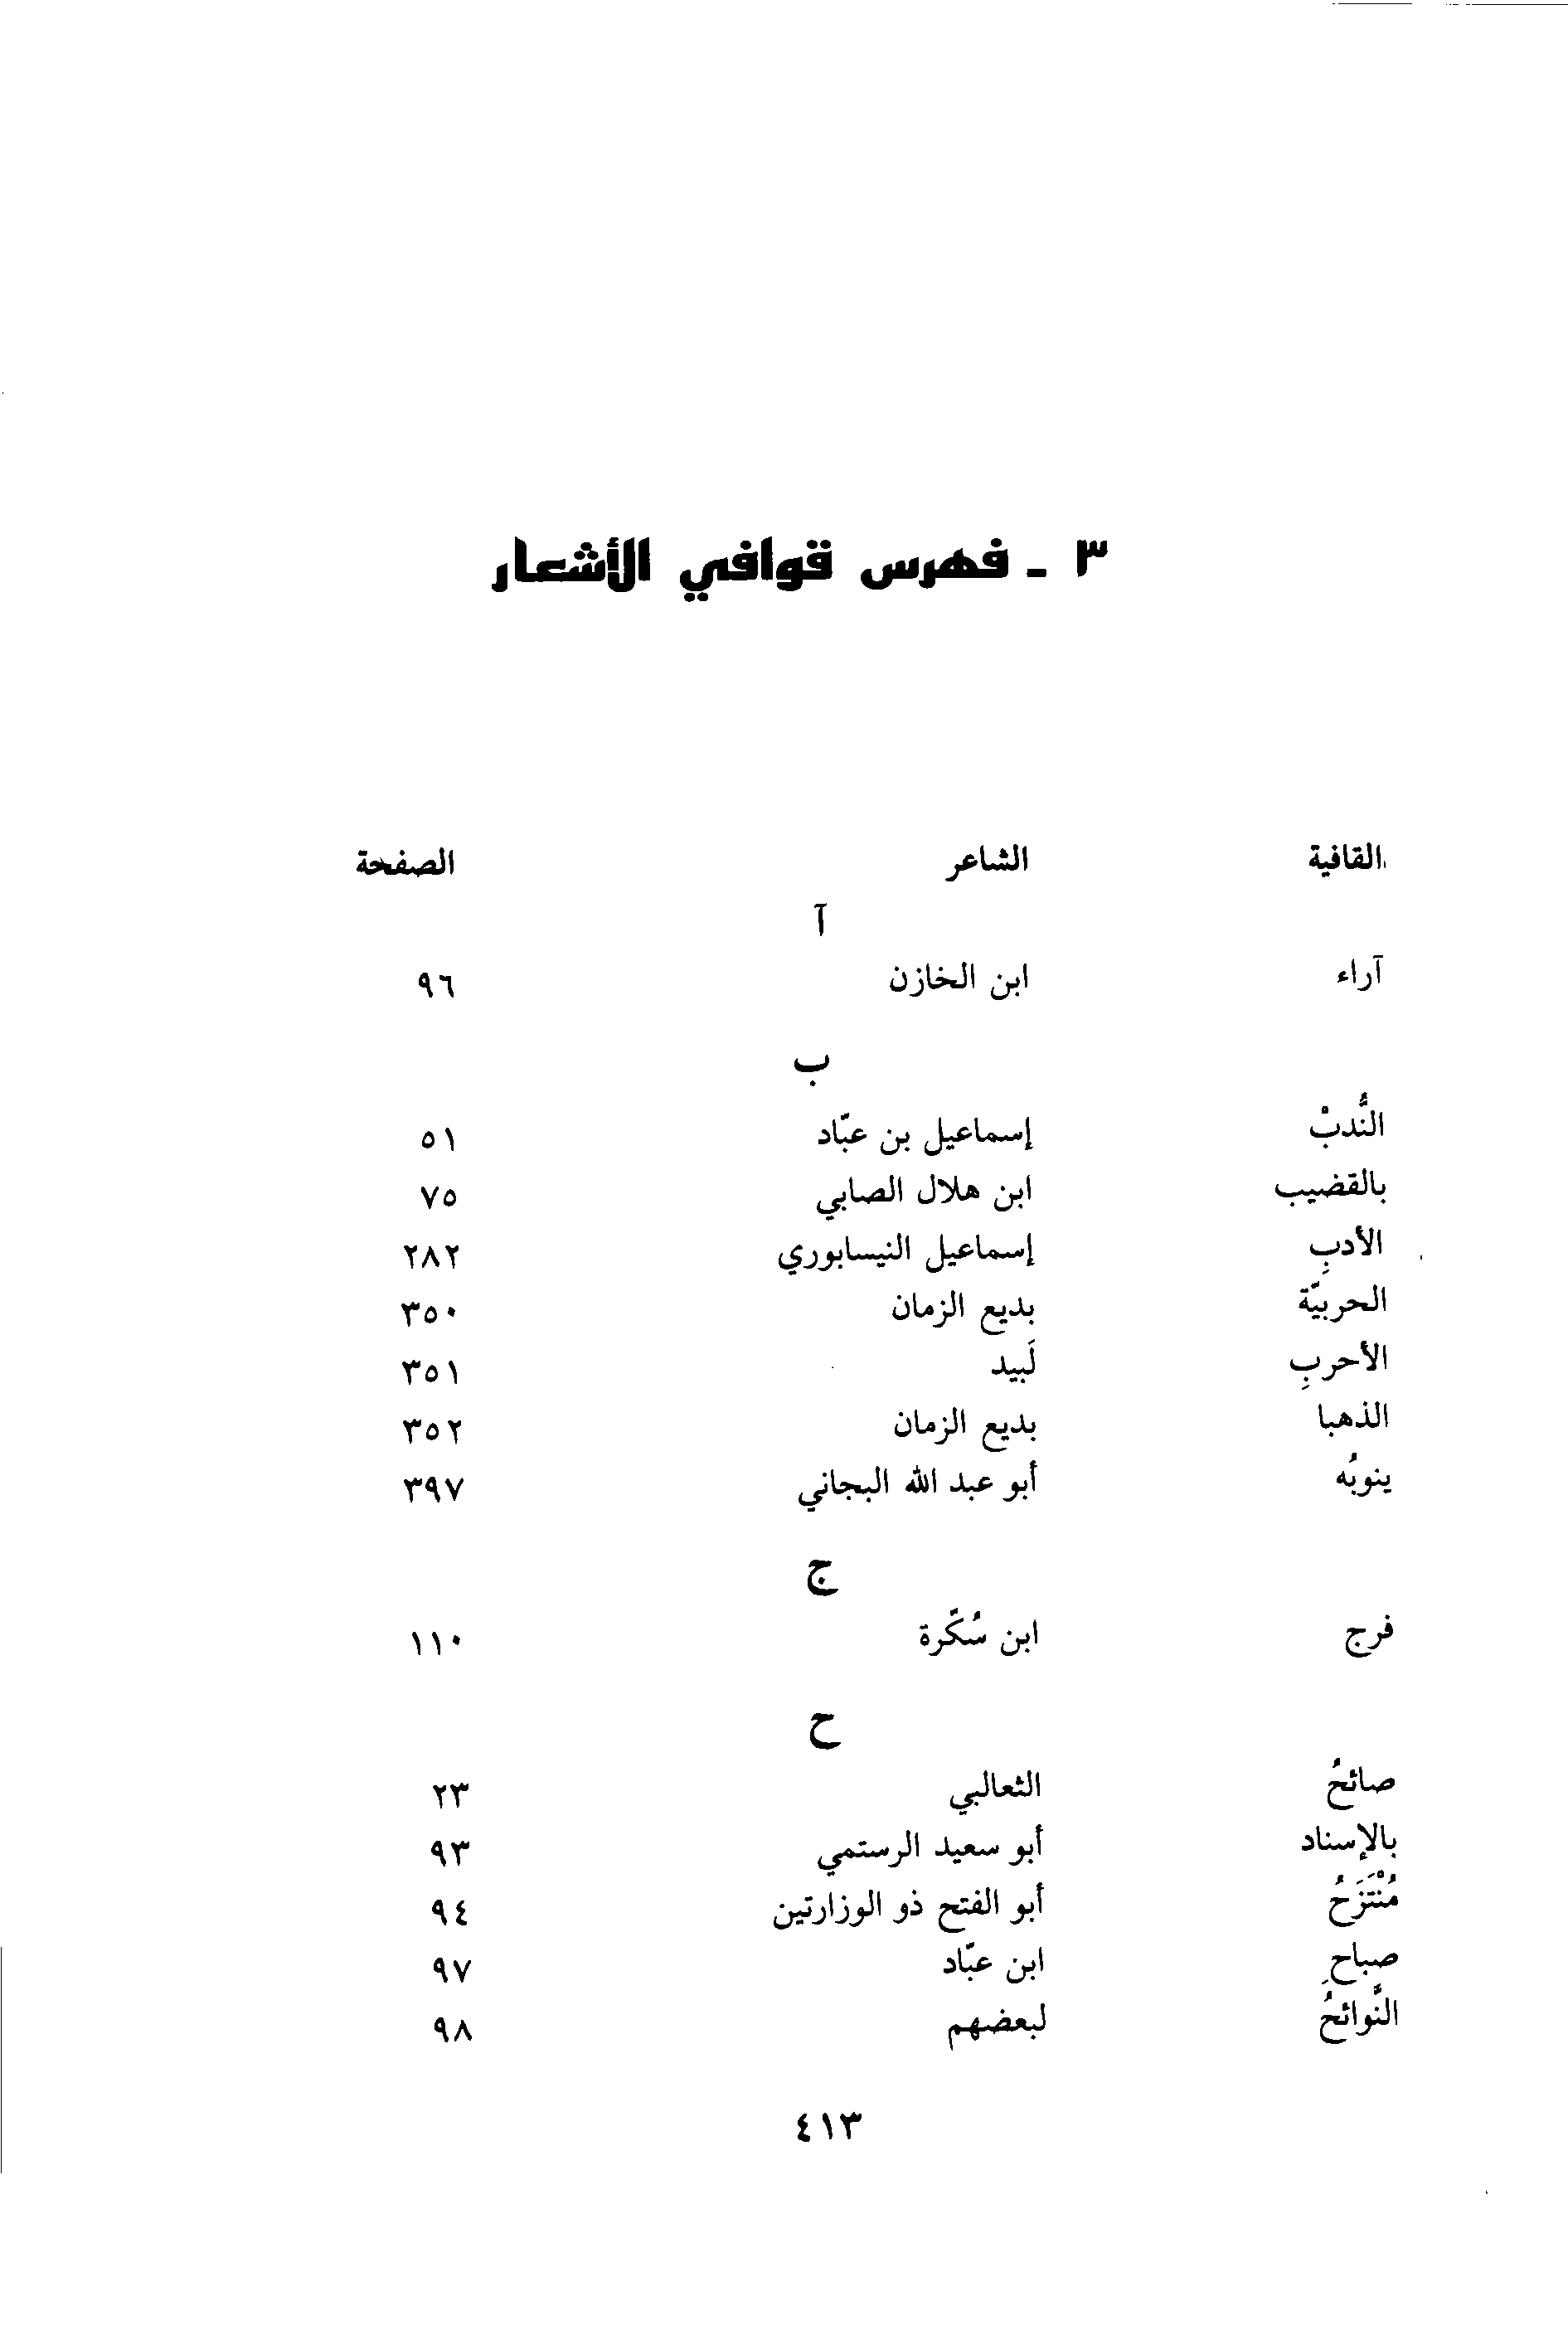 ٣ ـ فهرس قوافي الأشعار
القافية الشاعر الصفحة
آ
آراء ابن الخازن ٩٦
ب
النُّدبْ إسماعيل بن عبّاد ٥١
بالقضيب ابن هلال الصابي ٧٥
الأدبِ إسماعيل النيسابوري ٢٨٢
الحربيّة بديع الزمان ٣٥٠
الأحربِ لَبيد ٣٥١
الذهبا بديع الزمان ٣٥٢
ينوبُه أبو عبد الله البجاني ٣٩٧
ج
فرج ابن سُكّرة ١١٠
ح
صائحُ الثعالبي ٢٣
بالإسناد أبو سعيد الرستمي ٩٣
مُنْتَزَحُ أبو الفتح ذو الوزارتين ٩٤
صباحِ ابن عبّاد ٩٧
النَّوائحُ لبعضهم ٩٨
٤١٣